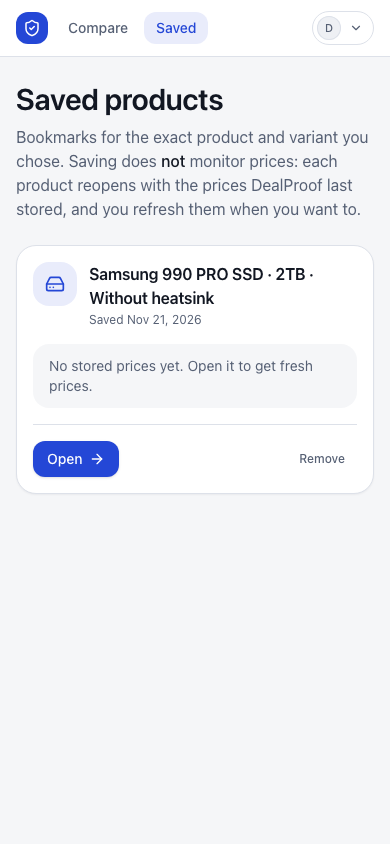 Compare
Saved
D
Saved products
Bookmarks for the exact product and variant you
chose. Saving does not monitor prices: each
product reopens with the prices DealProof last
stored, and you refresh them when you want to.
Samsung 990 PRO SSD · 2TB ·
Without heatsink
Saved Nov 21, 2026
No stored prices yet. Open it to get fresh
prices.
Open
Remove